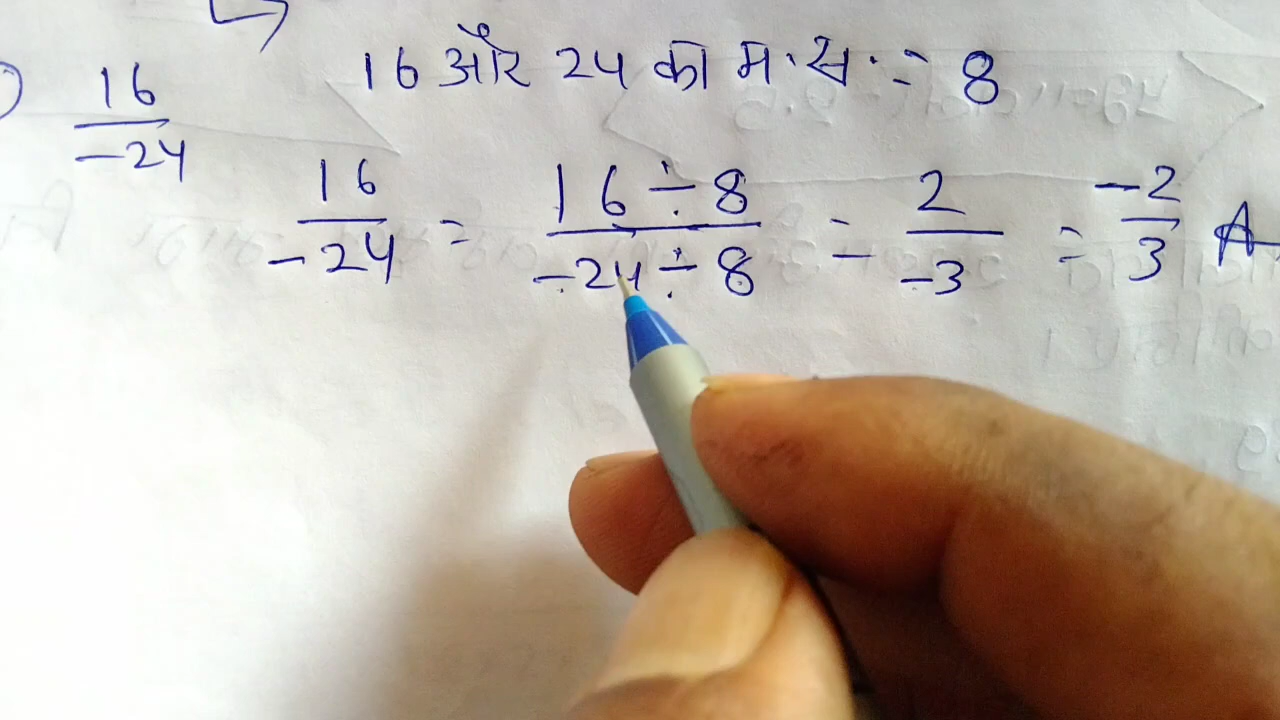 16 और 24 का म.स. = 8
) 16/-24
16/-24 = 16÷8/-24÷8 = 2/-3 = -2/3 A